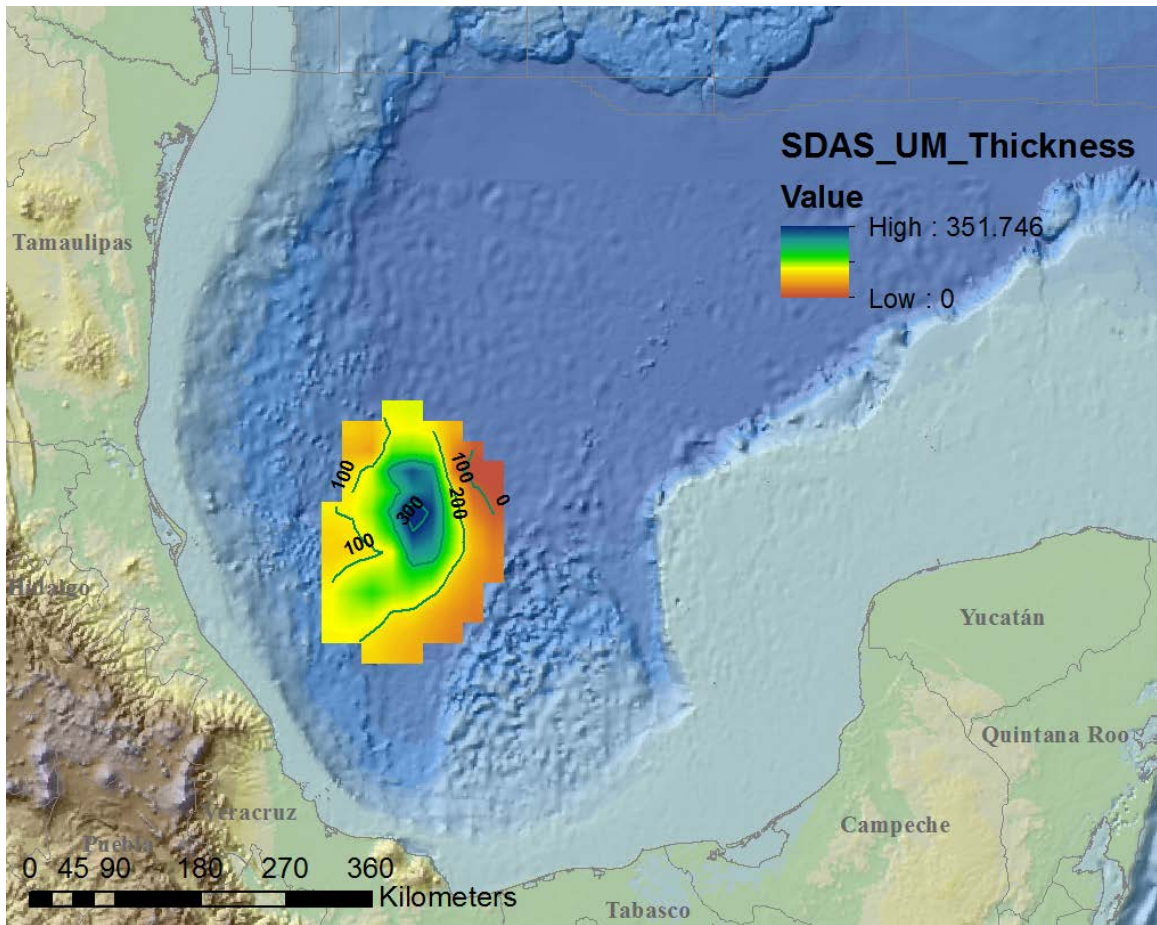 SDAS_UM_Thickness
Value
High : 351.746
Low : 0
Tamaulipas
100
100
0
200
300
100
Hidalgo
Yucatán
Quintana Roo
Veracruz
Campeche
Puebla
0 45 90 180 270 360
Kilometers
Tabasco